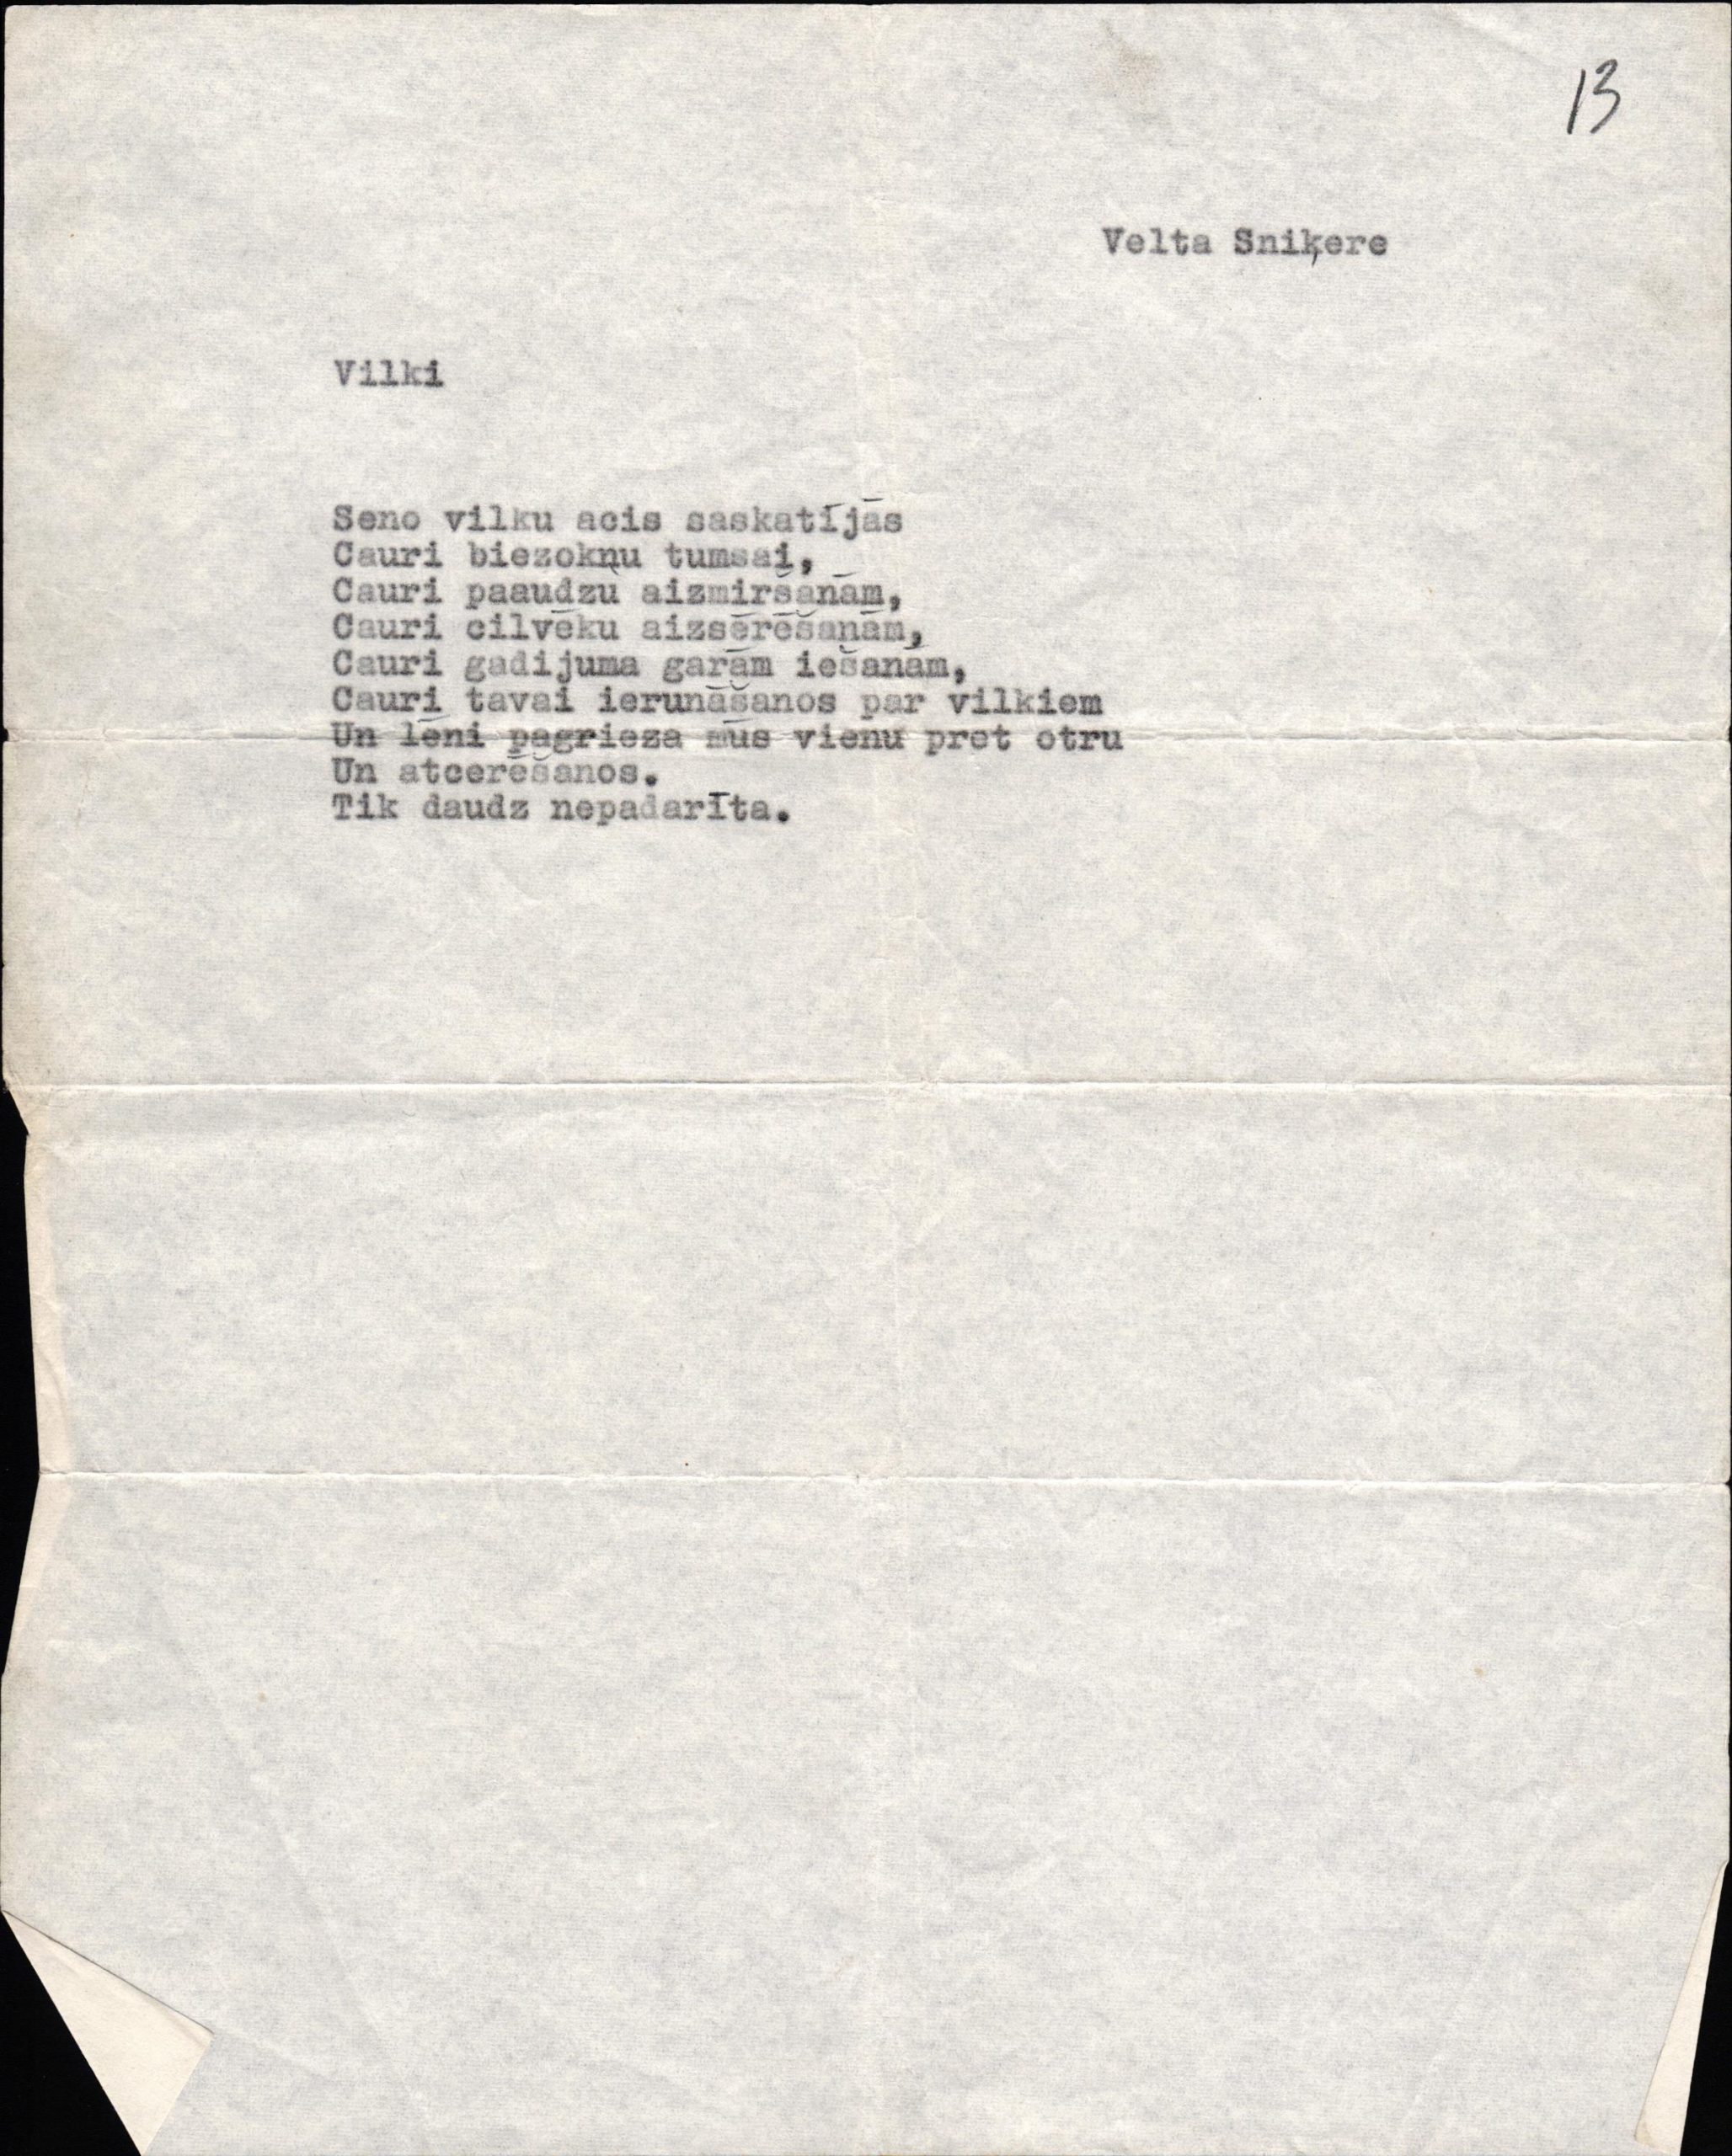 13
Velta Sniķere
Vilki
Seno vilku acis saskatījās
Cauri biezokņu tumsai,
Cauri paaudžu aizmiršanām,
Cauri cilvēku aizsērēšanām,
Cauri gadijuma garām iešanām,
Cauri tavai ierunāšanos par vilkiem
Un lēni pagrieza mūs vienu pret otru
Un atcerēšanos.
Tik daudz nepadarīta.